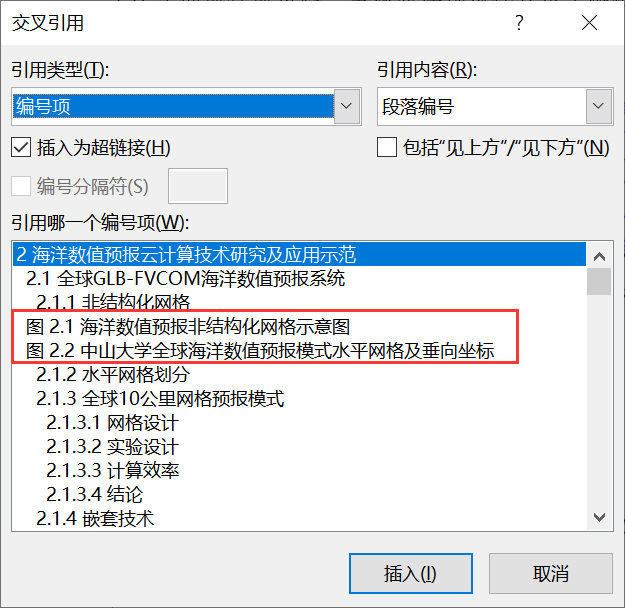 交叉引用 ?
引用类型(T): 引用内容(R):
编号项 段落编号
插入为超链接(H) 包括“见上方”/“见下方”(N)
编号分隔符(S)
引用哪一个编号项(W):
2 海洋数值预报云计算技术研究及应用示范
2.1 全球GLB-FVCOM海洋数值预报系统
2.1.1 非结构化网格
图 2.1 海洋数值预报非结构化网格示意图
图 2.2 中山大学全球海洋数值预报模式水平网格及垂向坐标
2.1.2 水平网格划分
2.1.3 全球10公里网格预报模式
2.1.3.1 网格设计
2.1.3.2 实验设计
2.1.3.3 计算效率
2.1.3.4 结论
2.1.4 嵌套技术
插入(I) 取消